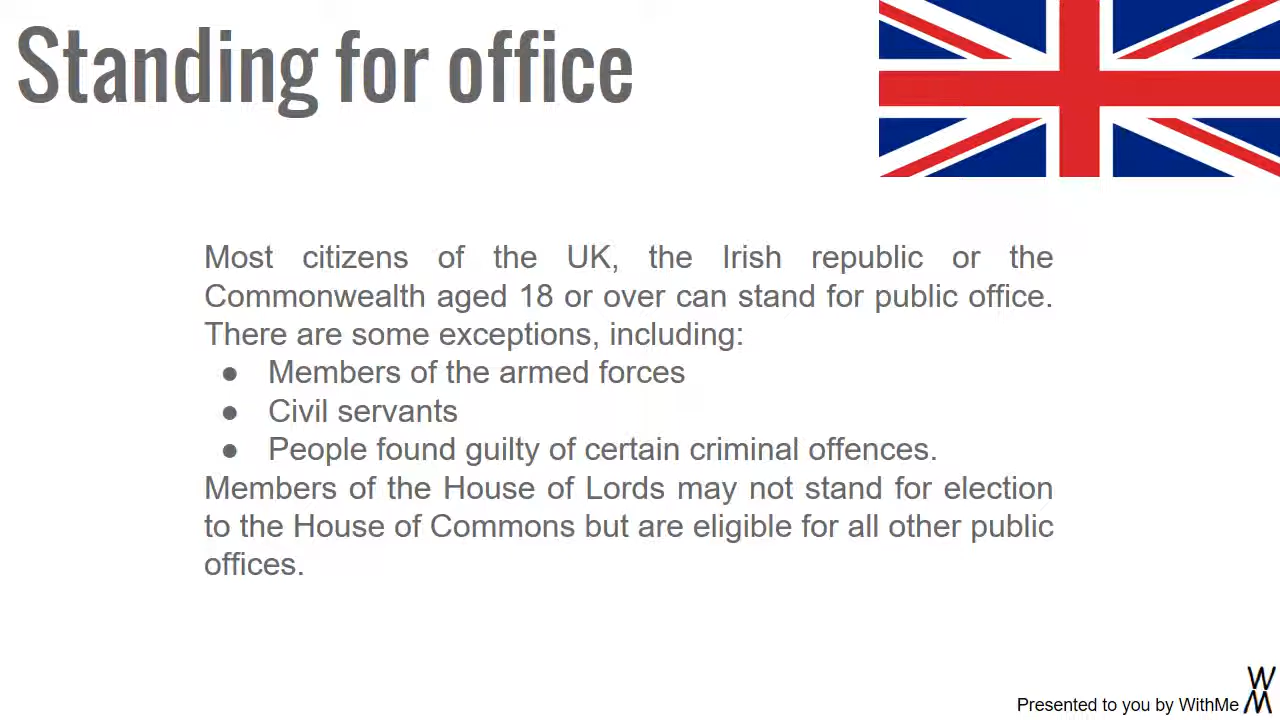 Standing for office
Most citizens of the UK, the Irish republic or the
Commonwealth aged 18 or over can stand for public office.
There are some exceptions, including:
● Members of the armed forces
● Civil servants
● People found guilty of certain criminal offences.
Members of the House of Lords may not stand for election
to the House of Commons but are eligible for all other public
offices.
Presented to you by WithMe
W
M